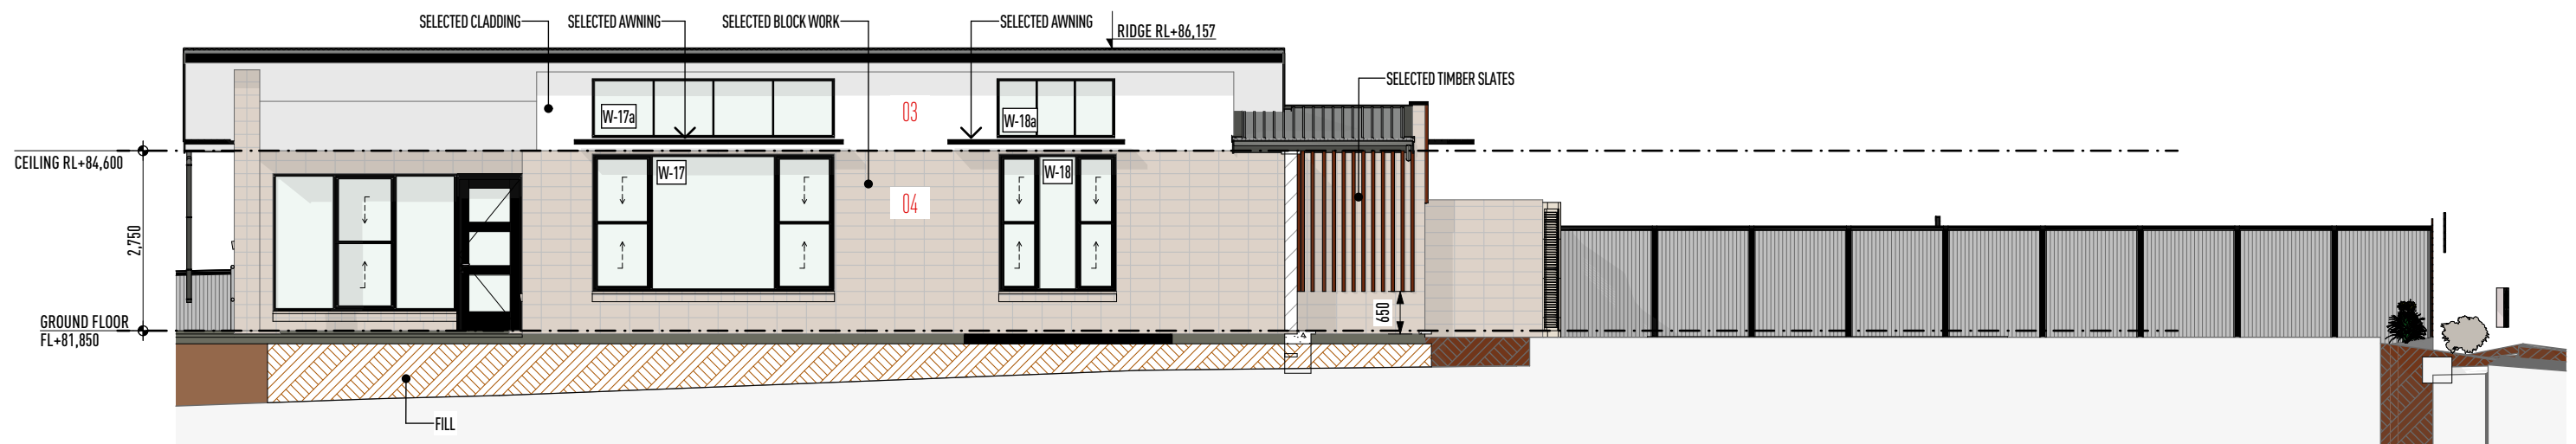 SELECTED CLADDING
SELECTED AWNING
SELECTED BLOCK WORK
SELECTED AWNING
RIDGE RL+86,157
SELECTED TIMBER SLATES
W-17a
03
W-18a
CEILING RL+84,600
W-17
W-18
04
2,750
650
GROUND FLOOR
FL+81,850
FILL